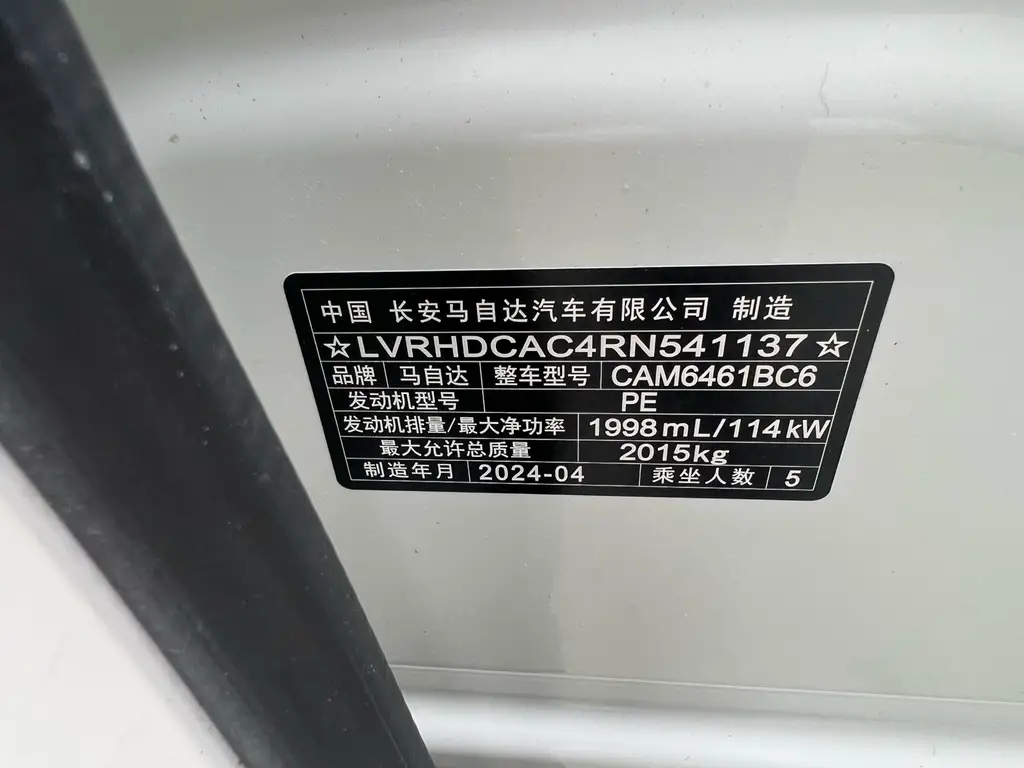 中国 长安马自达汽车有限公司 制造
☆LVRHDCAC4RN541137☆
品牌 马自达 整车型号 CAM6461BC6
发动机型号 PE
发动机排量/最大净功率 1998mL/114kW
最大允许总质量 2015kg
制造年月 2024-04 乘坐人数 5